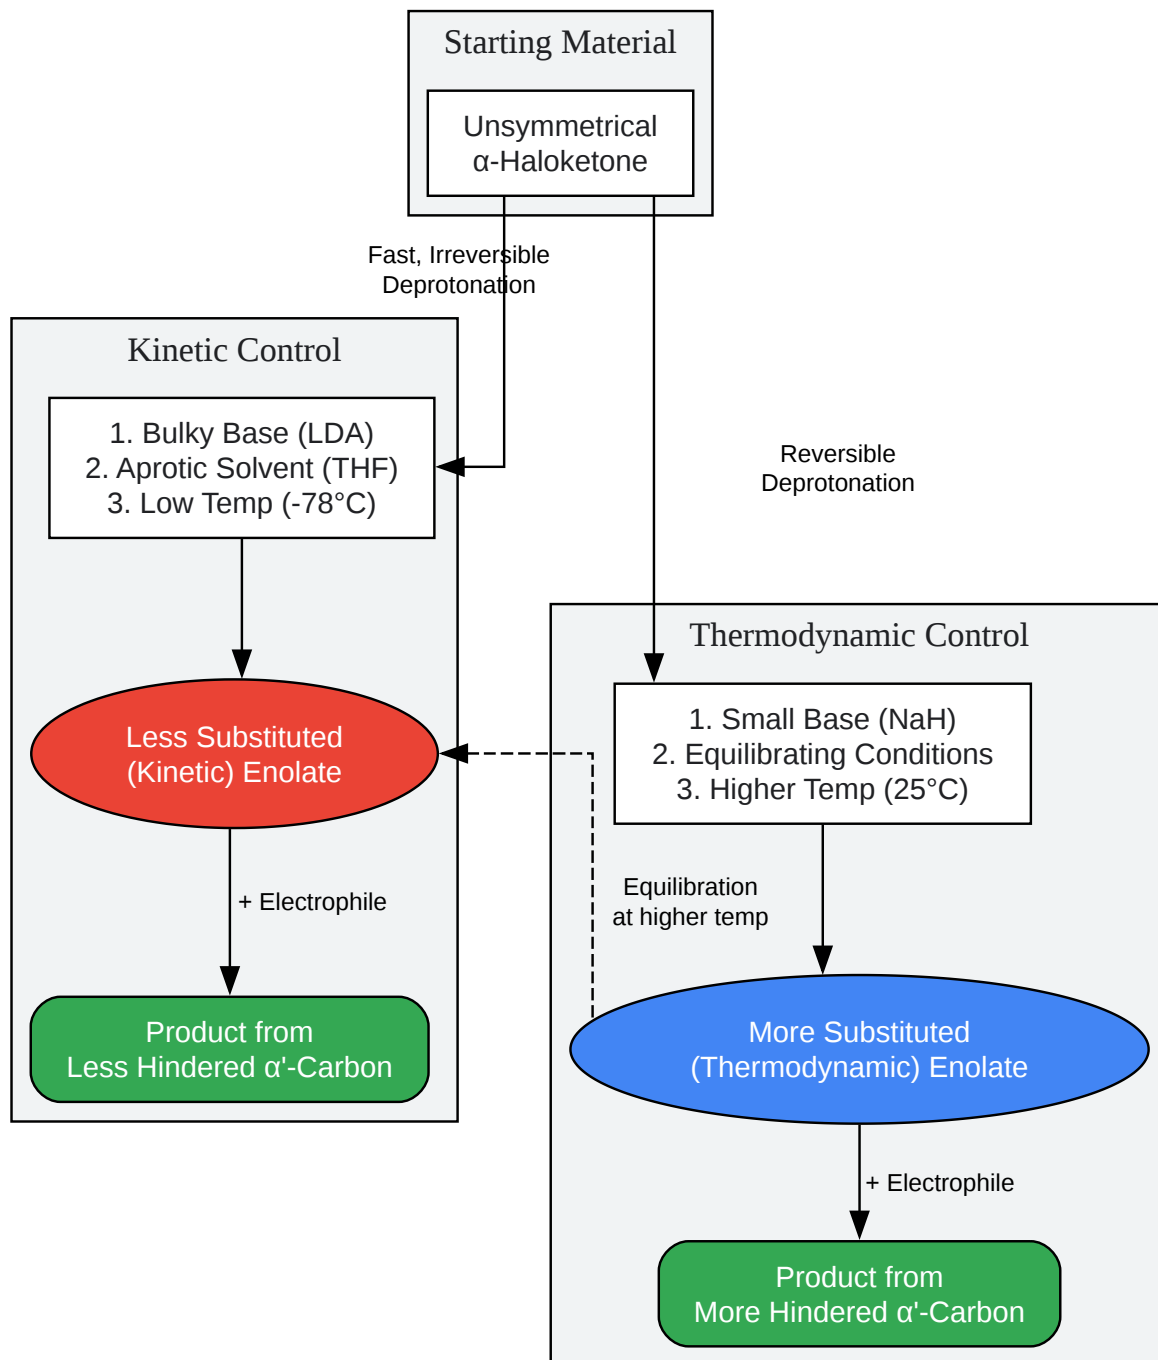 Starting Material
Unsymmetrical
α-Haloketone
Fast, Irreversible
Deprotonation
Kinetic Control
1. Bulky Base (LDA)
2. Aprotic Solvent (THF)
3. Low Temp (-78°C)
Reversible
Deprotonation
Thermodynamic Control
1. Small Base (NaH)
2. Equilibrating Conditions
3. Higher Temp (25°C)
Less Substituted
(Kinetic) Enolate
Equilibration
at higher temp
+ Electrophile
Product from
Less Hindered α'-Carbon
More Substituted
(Thermodynamic) Enolate
+ Electrophile
Product from
More Hindered α'-Carbon